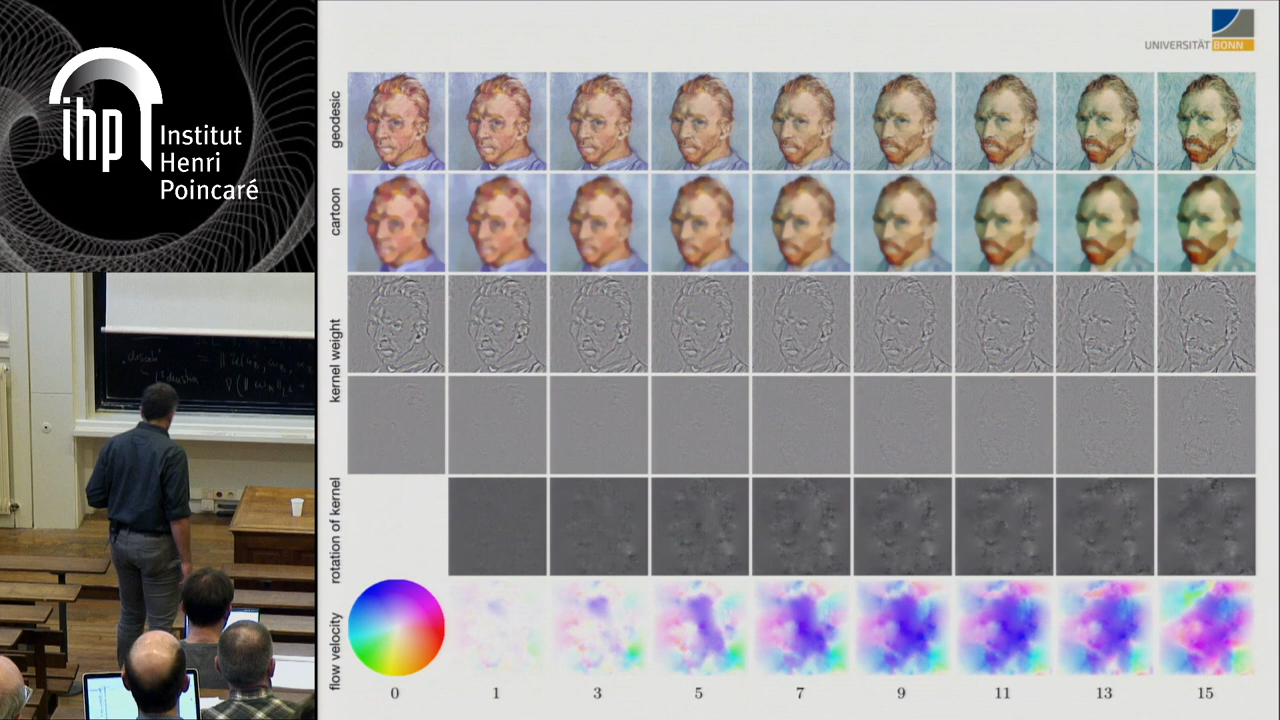 ihp Institut
Henri
Poincaré
UNIVERSITÄT BONN
geodesic
cartoon
kernel weight
rotation of kernel
flow velocity
0 1 3 5 7 9 11 13 15